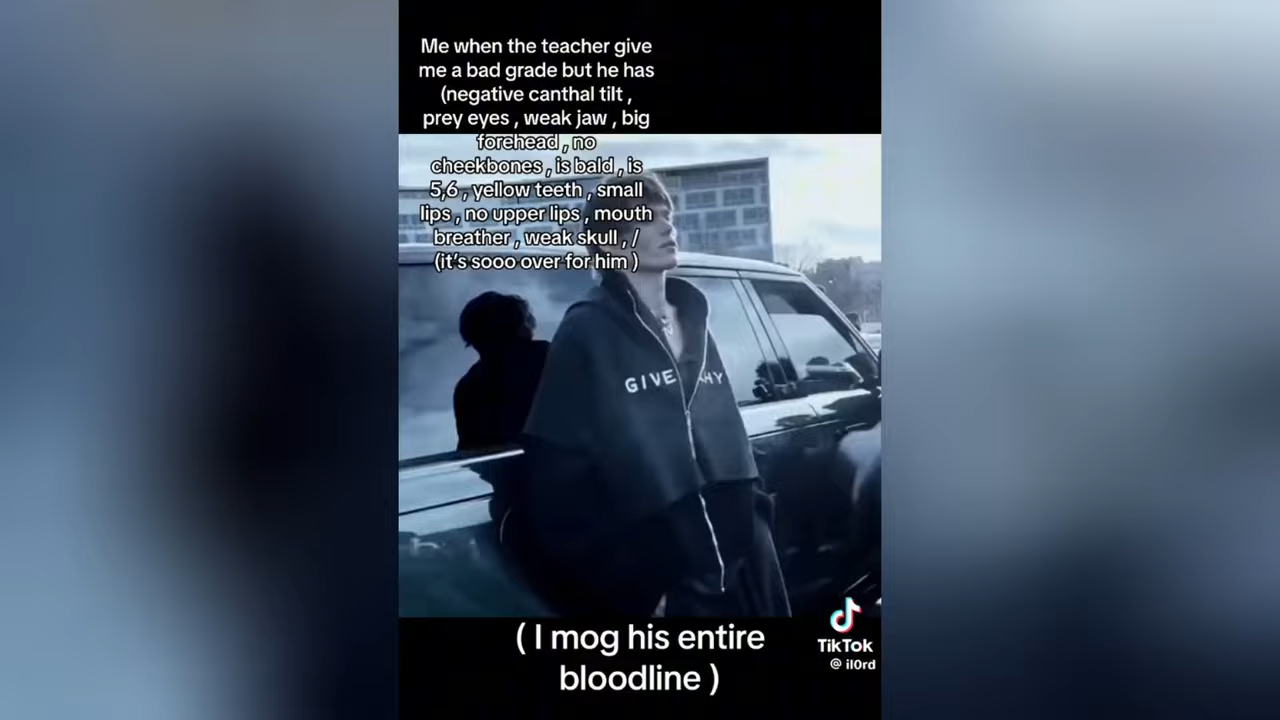 Me when the teacher give
me a bad grade but he has
(negative canthal tilt ,
prey eyes , weak jaw , big
forehead , no
cheekbones , is bald , is
5,6 , yellow teeth , small
lips , no upper lips , mouth
breather , weak skull , /
(it's sooo over for him )
GIVE HY
( I mog his entire
bloodline )
TikTok
@ il0rd